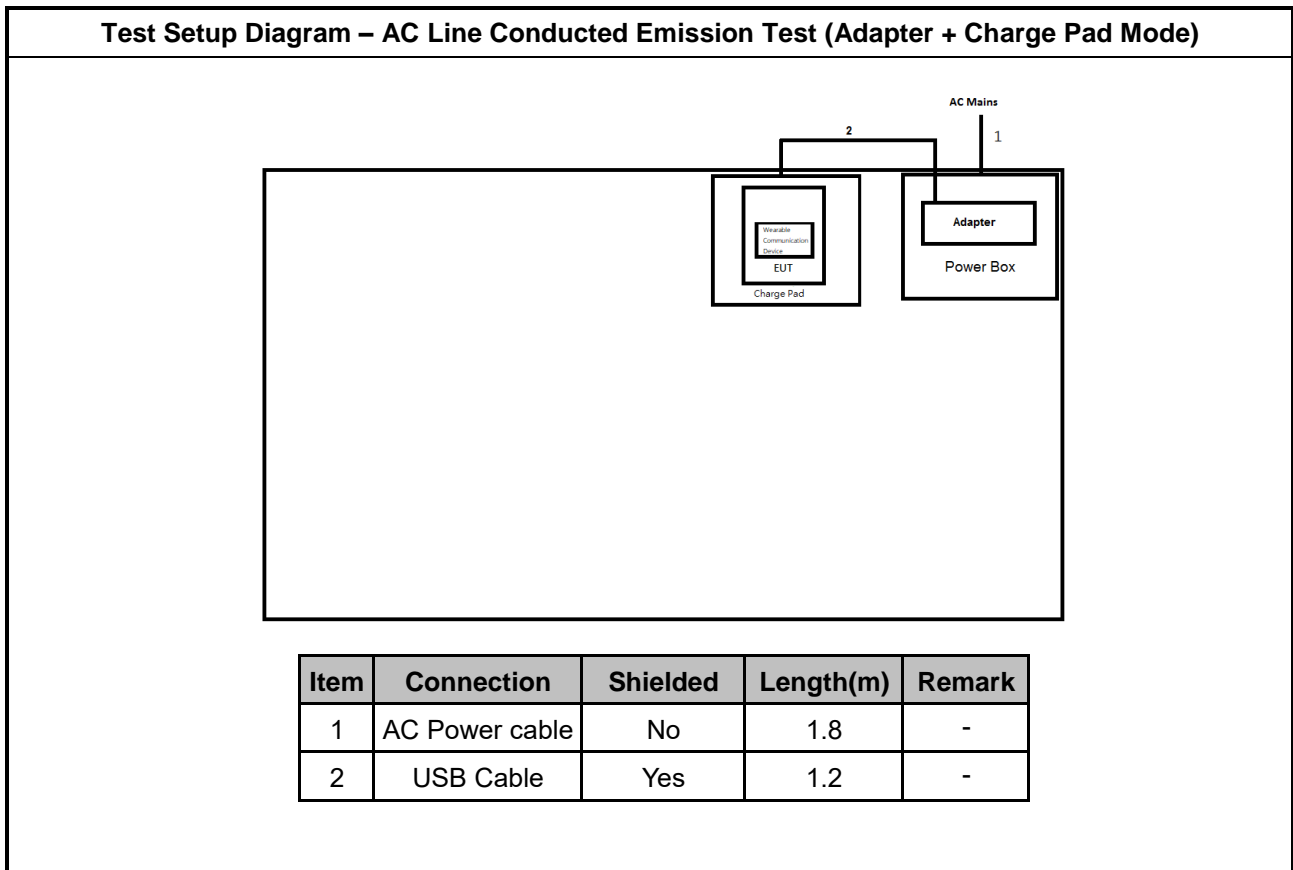 Test Setup Diagram – AC Line Conducted Emission Test (Adapter + Charge Pad Mode)
AC Mains
2
1
Wearable
Communication
Device
EUT
Charge Pad
Adapter
Power Box
Item Connection Shielded Length(m) Remark
1 AC Power cable No 1.8 -
2 USB Cable Yes 1.2 -